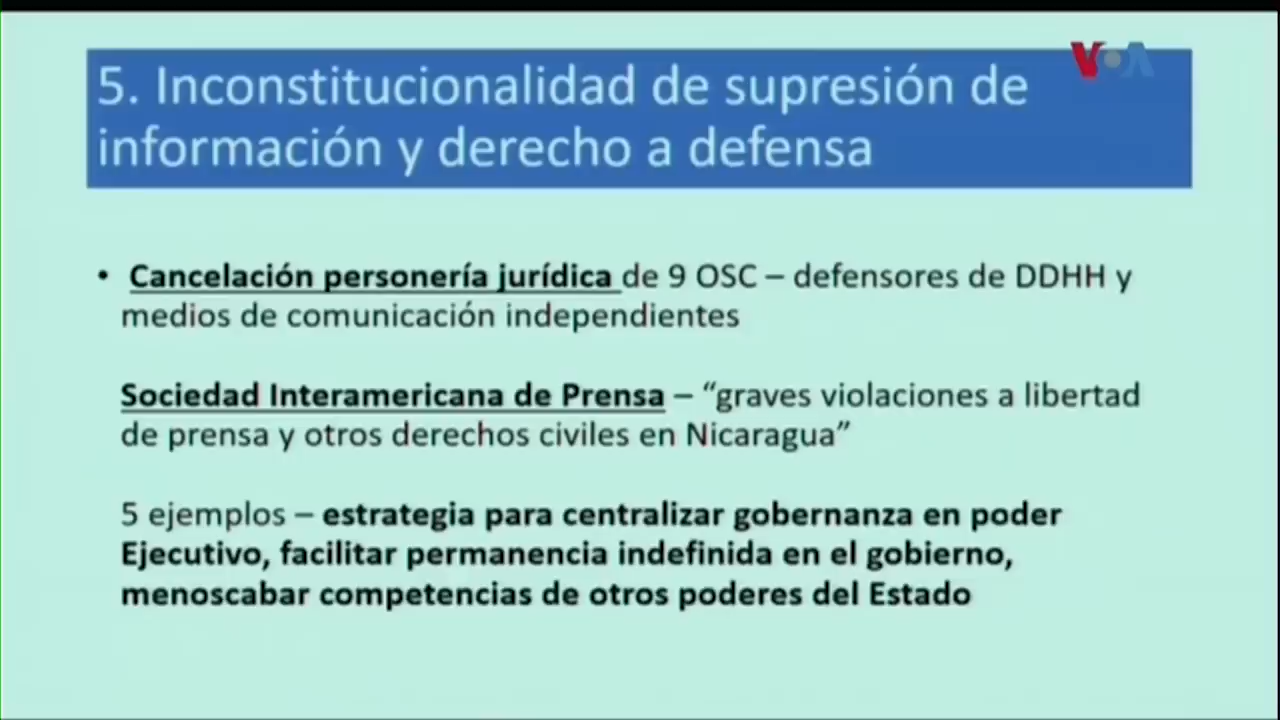 VOA
5. Inconstitucionalidad de supresión de
información y derecho a defensa
• Cancelación personería jurídica de 9 OSC – defensores de DDHH y
medios de comunicación independientes
Sociedad Interamericana de Prensa – “graves violaciones a libertad
de prensa y otros derechos civiles en Nicaragua”
5 ejemplos – estrategia para centralizar gobernanza en poder
Ejecutivo, facilitar permanencia indefinida en el gobierno,
menoscabar competencias de otros poderes del Estado